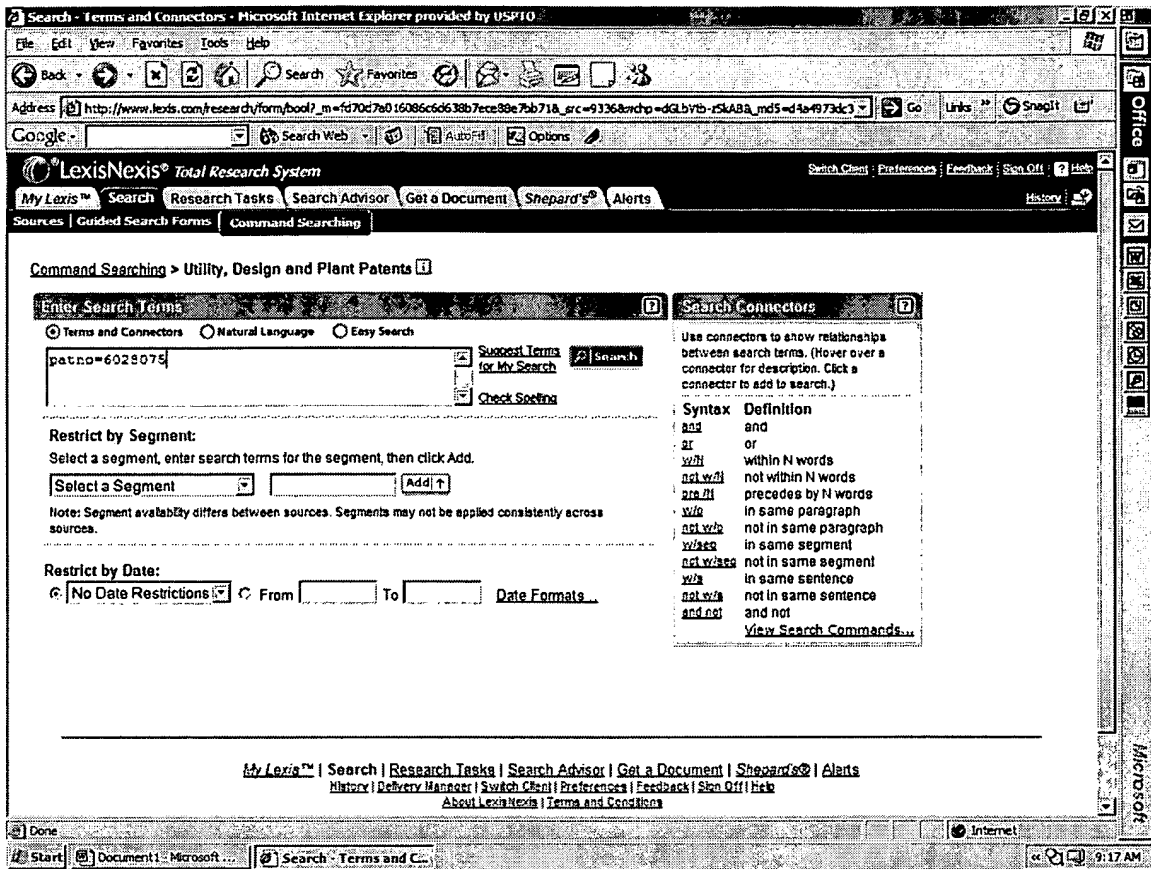 Search - Terms and Connectors - Microsoft Internet Explorer provided by USPTO
File Edit View Favorites Tools Help
Back Search Favorites
Address http://www.lexis.com/research/form/bool?_m= Go Links » SnagIt
Google - Search Web AutoFill Options
Office
LexisNexis® Total Research System
Switch Client | Preferences | Feedback | Sign Off | ? Help
My Lexis™ Search Research Tasks Search Advisor Get a Document Shepard's® Alerts
History
Sources | Guided Search Forms | Command Searching
Command Searching > Utility, Design and Plant Patents i
Enter Search Terms ?
Terms and Connectors Natural Language Easy Search
patno=6028075
Suggest Terms
for My Search
Search
Check Spelling
Restrict by Segment:
Select a segment, enter search terms for the segment, then click Add.
Select a Segment Add ↑
Note: Segment availability differs between sources. Segments may not be applied consistently across
sources.
Restrict by Date:
No Date Restrictions From To Date Formats...
Search Connectors ?
Use connectors to show relationships
between search terms. (Hover over a
connector for description. Click a
connector to add to search.)
Syntax Definition
and and
or or
w/N within N words
not w/N not within N words
pre/N precedes by N words
w/p in same paragraph
not w/p not in same paragraph
w/seg in same segment
not w/seg not in same segment
w/s in same sentence
not w/s not in same sentence
and not and not
View Search Commands...
My Lexis™ | Search | Research Tasks | Search Advisor | Get a Document | Shepard's® | Alerts
History | Delivery Manager | Switch Client | Preferences | Feedback | Sign Off | Help
About LexisNexis | Terms and Conditions
Microsoft
Done Internet
Start Document1 - Microsoft ... Search - Terms and C... « 9:17 AM